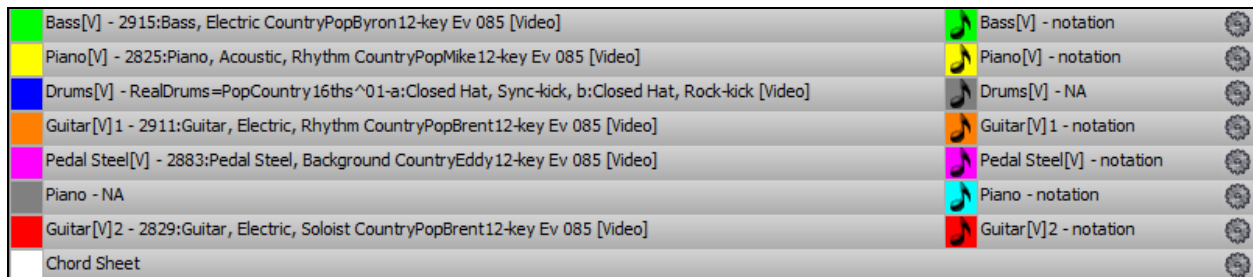 Bass[V] - 2915:Bass, Electric CountryPopByron12-key Ev 085 [Video] Bass[V] - notation
Piano[V] - 2825:Piano, Acoustic, Rhythm CountryPopMike12-key Ev 085 [Video] Piano[V] - notation
Drums[V] - RealDrums=PopCountry16ths^01-a:Closed Hat, Sync-kick, b:Closed Hat, Rock-kick [Video] Drums[V] - NA
Guitar[V]1 - 2911:Guitar, Electric, Rhythm CountryPopBrent12-key Ev 085 [Video] Guitar[V]1 - notation
Pedal Steel[V] - 2883:Pedal Steel, Background CountryEddy12-key Ev 085 [Video] Pedal Steel[V] - notation
Piano - NA Piano - notation
Guitar[V]2 - 2829:Guitar, Electric, Soloist CountryPopBrent12-key Ev 085 [Video] Guitar[V]2 - notation
Chord Sheet